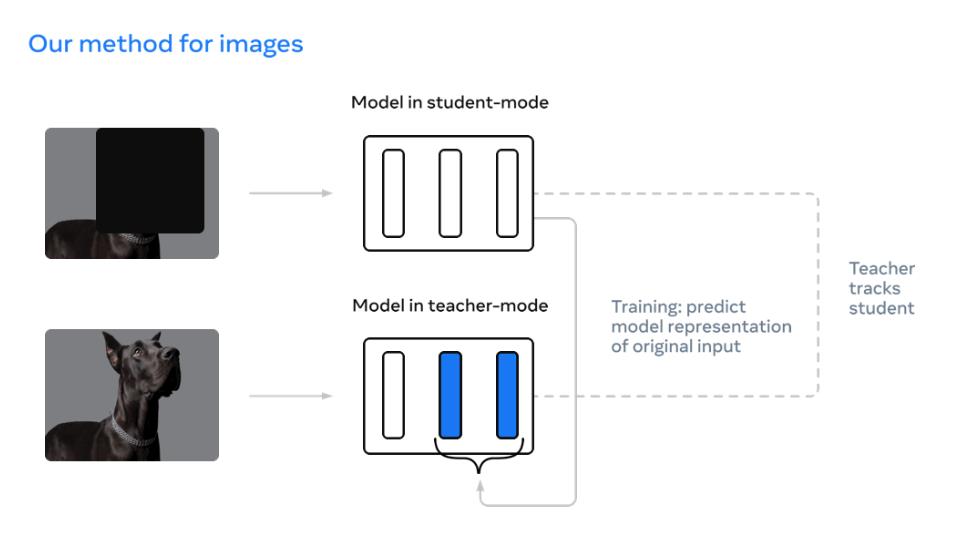 Our method for images
Model in student-mode
Model in teacher-mode
Training: predict
model representation
of original input
Teacher
tracks
student